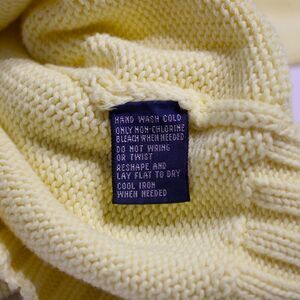 HAND WASH COLD
ONLY NON-CHLORINE
BLEACH WHEN NEEDED
DO NOT WRING
OR TWIST
RESHAPE AND
LAY FLAT TO DRY
COOL IRON
WHEN NEEDED